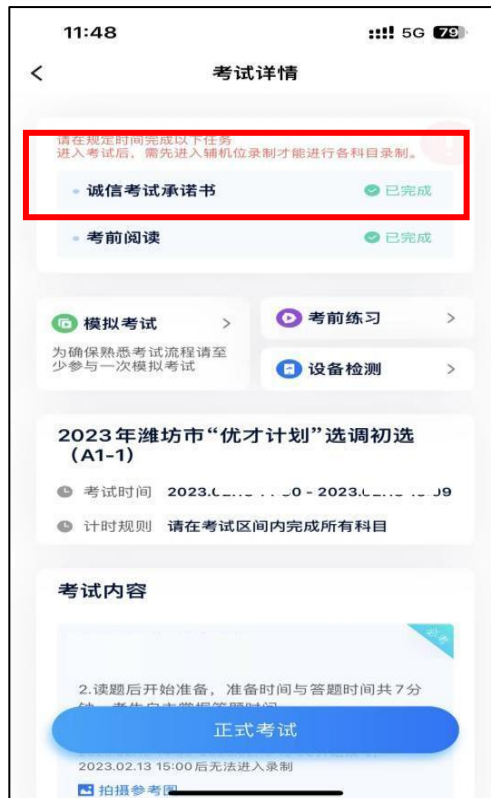 11:48
5G 79
考试详情
请在规定时间完成以下任务
进入考试后，需先进入辅机位录制才能进行各科目录制。
诚信考试承诺书 已完成
考前阅读 已完成
模拟考试
为确保熟悉考试流程请至
少参与一次模拟考试
考前练习
设备检测
2023年潍坊市“优才计划”选调初选
（A1-1）
考试时间 2023. - 2023.
计时规则 请在考试区间内完成所有科目
考试内容
必考
2.读题后开始准备，准备时间与答题时间共7分
正式考试
2023.02.13 15:00后无法进入录制
拍摄参考图